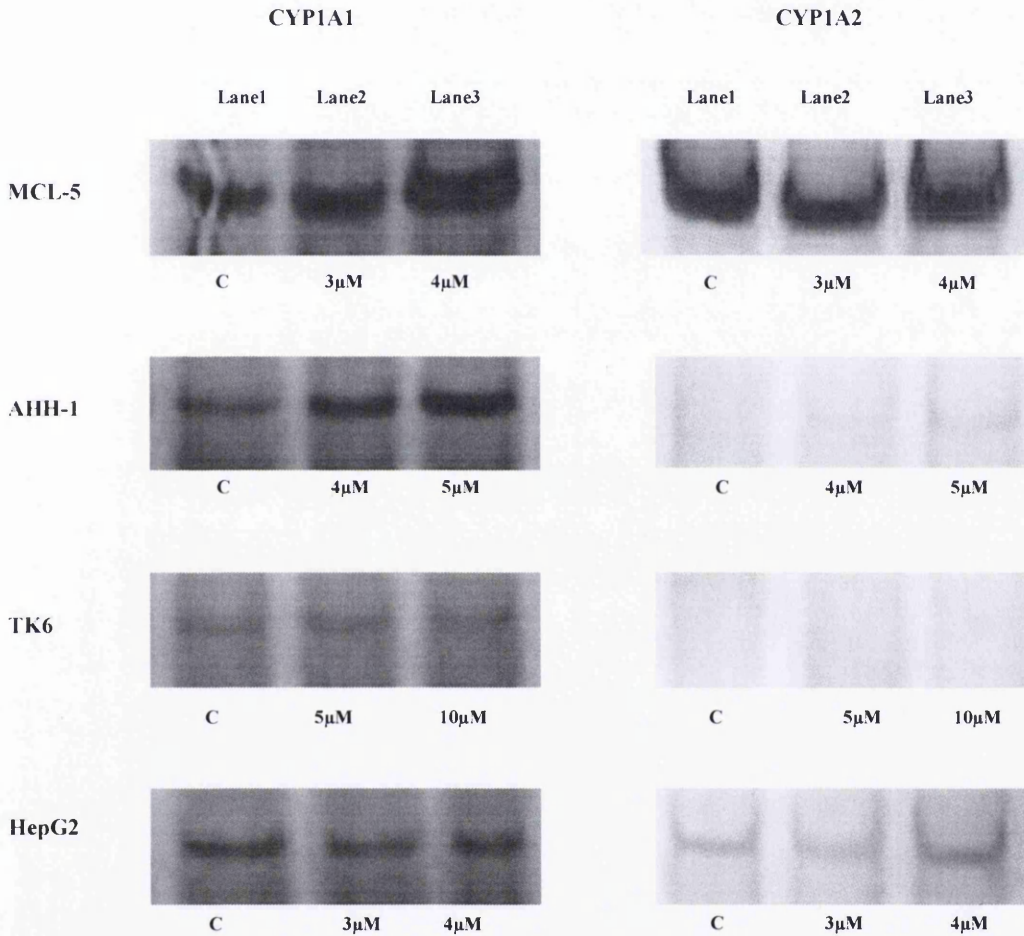 CYP1A1 CYP1A2
Lane1 Lane2 Lane3 Lane1 Lane2 Lane3
MCL-5
C 3µM 4µM C 3µM 4µM
AHH-1
C 4µM 5µM C 4µM 5µM
TK6
C 5µM 10µM C 5µM 10µM
HepG2
C 3µM 4µM C 3µM 4µM